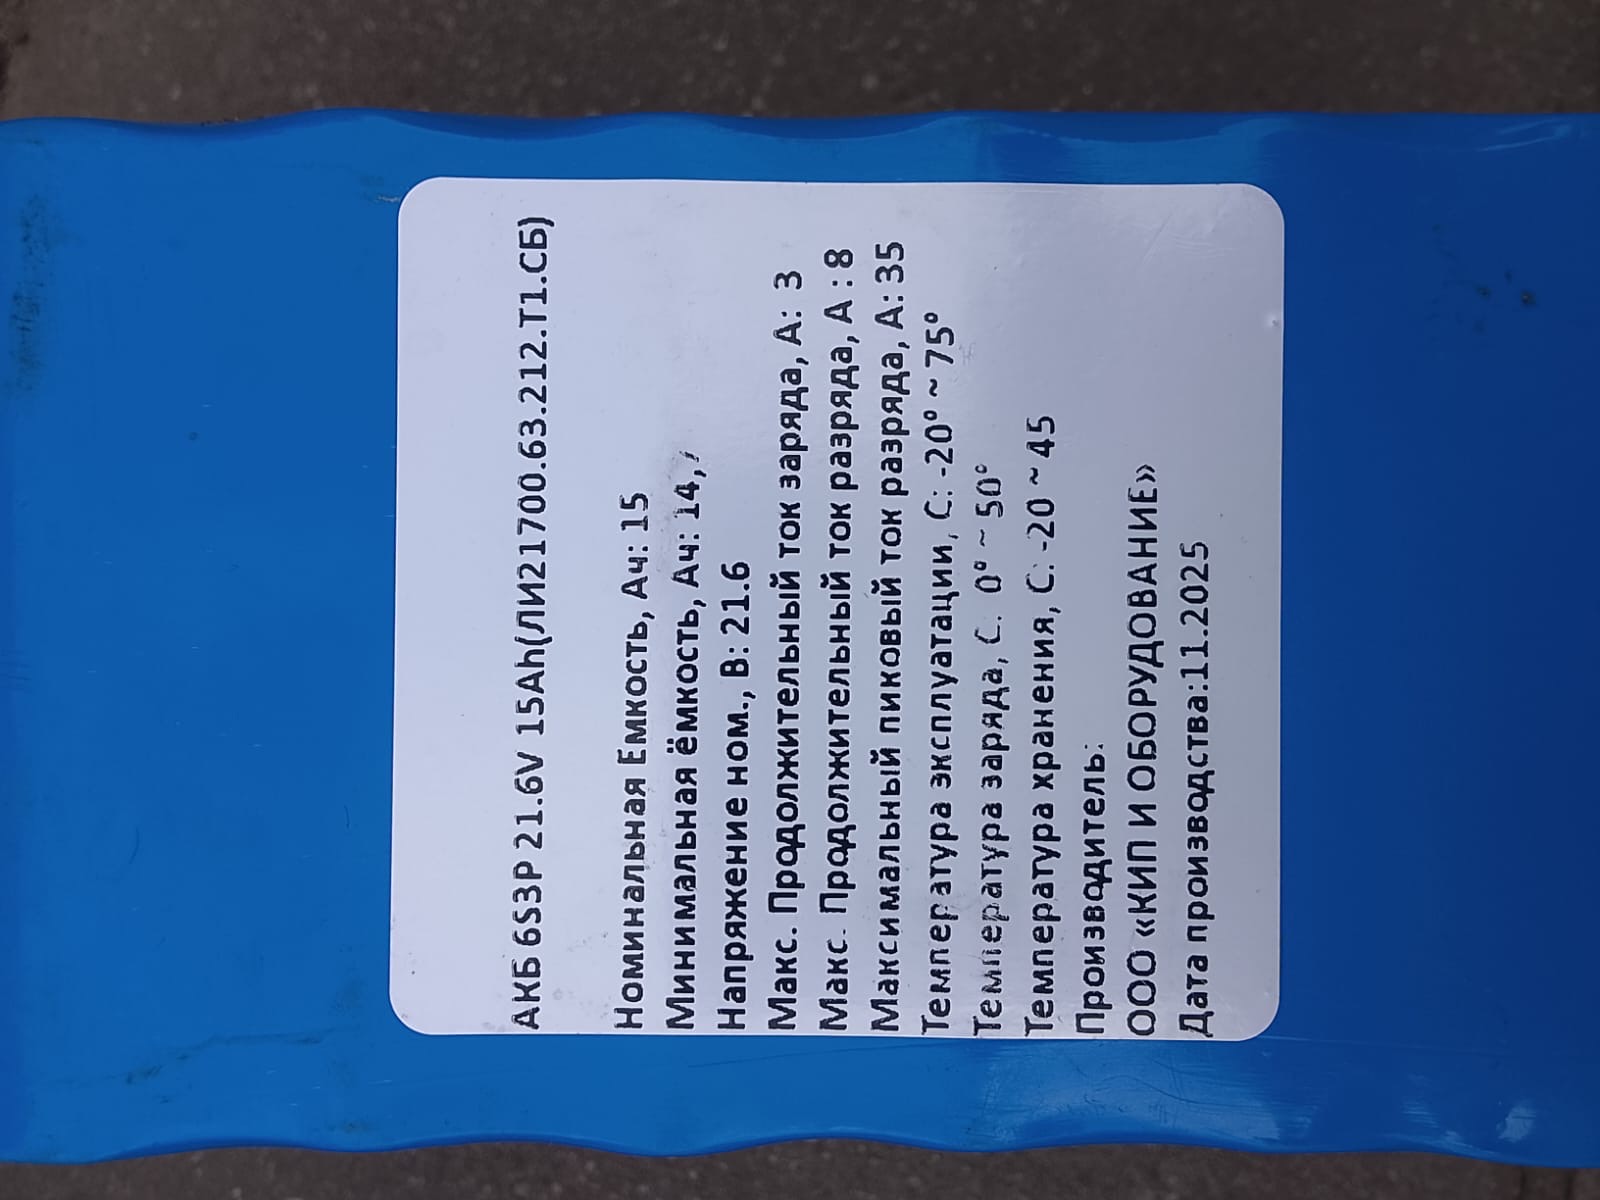 АКБ 6S3P 21.6V 15Ah(ЛИ21700.63.212.Т1.СБ)
Номинальная Емкость, Ач: 15
Минимальная ёмкость, Ач: 14,
Напряжение ном., В: 21.6
Макс. Продолжительный ток заряда, А: 3
Макс. Продолжительный ток разряда, А : 8
Максимальный пиковый ток разряда, А: 35
Температура эксплуатации, С: -20° ~ 75°
Температура заряда, С. 0° ~ 50°
Температура хранения, С: -20 ~ 45
Производитель:
ООО «КИП И ОБОРУДОВАНИЕ»
Дата производства:11.2025